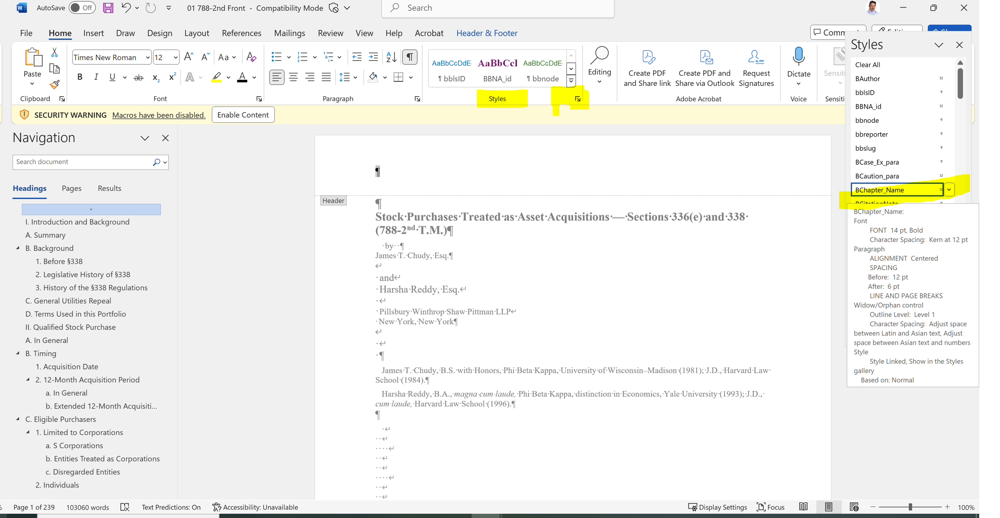 AutoSave Off 01 788-2nd Front - Compatibility Mode Search
File Home Insert Draw Design Layout References Mailings Review View Help Acrobat Header & Footer
Times New Roman 12 Aa
Paste
B I U ab x₂ x² A A
AaBbCcDdE AaBbCcI AaBbCcDdE
¶ bblsID BBNA_id ¶ bbnode
Editing
Create PDF and Share link
Create PDF and Share via Outlook
Request Signatures
Dictate
Clipboard Font Paragraph Styles Adobe Acrobat Voice
SECURITY WARNING Macros have been disabled. Enable Content
Navigation
Search document
Headings Pages Results
I. Introduction and Background
A. Summary
B. Background
1. Before §338
2. Legislative History of §338
3. History of the §338 Regulations
C. General Utilities Repeal
D. Terms Used in this Portfolio
II. Qualified Stock Purchase
A. In General
B. Timing
1. Acquisition Date
2. 12-Month Acquisition Period
a. In General
b. Extended 12-Month Acquisiti...
C. Eligible Purchasers
1. Limited to Corporations
a. S Corporations
b. Entities Treated as Corporations
c. Disregarded Entities
2. Individuals
¶
Header
¶
Stock·Purchases·Treated·as·Asset·Acquisitions·—·Sections·336(e)·and·338·
(788-2nd·T.M.)¶
·by··¶
James·T.·Chudy,·Esq.¶
↵
·and↵
·Harsha·Reddy,·Esq.↵
·↵
·Pillsbury·Winthrop·Shaw·Pittman·LLP↵
·New·York,·New·York¶
↵
·↵
·¶
James·T.·Chudy,·B.S.·with·Honors,·Phi·Beta·Kappa,·University·of·Wisconsin–Madison·(1981);·J.D.,·Harvard·Law·
School·(1984).¶
Harsha·Reddy,·B.A.,·magna·cum·laude,·Phi·Beta·Kappa,·distinction·in·Economics,·Yale·University·(1993);·J.D.,·
cum·laude,·Harvard·Law·School·(1996).¶
¶
·↵
··↵
····↵
··↵
··↵
····↵
··↵
··↵
Styles
Clear All
BAuthor
bblsID
BBNA_id
bbnode
bbreporter
bbslug
BCase_Ex_para
BCaution_para
BChapter_Name
BChapter_Name:
Font
FONT 14 pt, Bold
Character Spacing: Kern at 12 pt
Paragraph
ALIGNMENT Centered
SPACING
Before: 12 pt
After: 6 pt
LINE AND PAGE BREAKS
Widow/Orphan control
Outline Level: Level 1
Character Spacing: Adjust space
between Latin and Asian text, Adjust
space between Asian text and numbers
Style
Style Linked, Show in the Styles
gallery
Based on: Normal
Page 1 of 239 103060 words Text Predictions: On Accessibility: Unavailable Display Settings Focus 100%